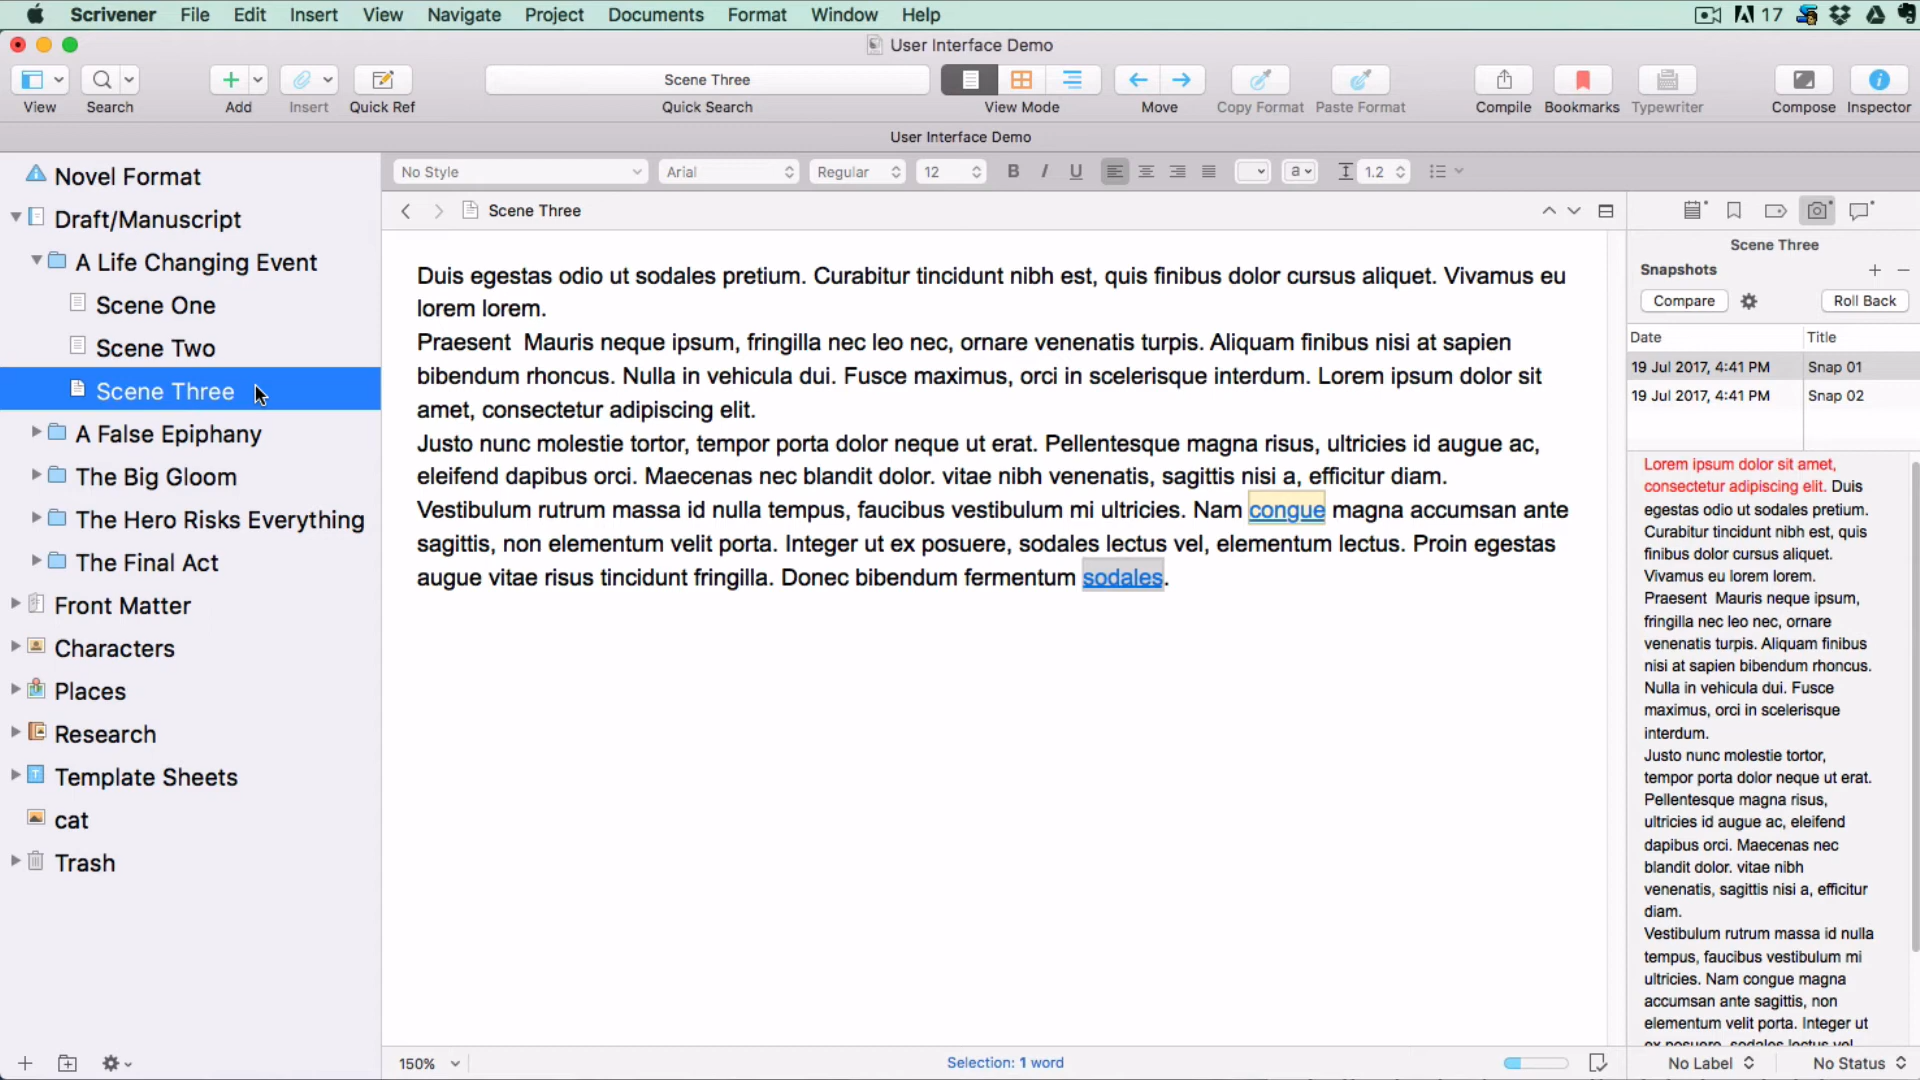 Scrivener File Edit Insert View Navigate Project Documents Format Window Help 17
User Interface Demo
Scene Three
View Search Add Insert Quick Ref Quick Search View Mode Move Copy Format Paste Format Compile Bookmarks Typewriter Compose Inspector
User Interface Demo
No Style Arial Regular 12 B I U a 1.2
Novel Format
Draft/Manuscript
A Life Changing Event
Scene One
Scene Two
Scene Three
A False Epiphany
The Big Gloom
The Hero Risks Everything
The Final Act
Front Matter
Characters
Places
Research
Template Sheets
cat
Trash
Scene Three
Duis egestas odio ut sodales pretium. Curabitur tincidunt nibh est, quis finibus dolor cursus aliquet. Vivamus eu
lorem lorem.
Praesent Mauris neque ipsum, fringilla nec leo nec, ornare venenatis turpis. Aliquam finibus nisi at sapien
bibendum rhoncus. Nulla in vehicula dui. Fusce maximus, orci in scelerisque interdum. Lorem ipsum dolor sit
amet, consectetur adipiscing elit.
Justo nunc molestie tortor, tempor porta dolor neque ut erat. Pellentesque magna risus, ultricies id augue ac,
eleifend dapibus orci. Maecenas nec blandit dolor. vitae nibh venenatis, sagittis nisi a, efficitur diam.
Vestibulum rutrum massa id nulla tempus, faucibus vestibulum mi ultricies. Nam congue magna accumsan ante
sagittis, non elementum velit porta. Integer ut ex posuere, sodales lectus vel, elementum lectus. Proin egestas
augue vitae risus tincidunt fringilla. Donec bibendum fermentum sodales.
Scene Three
Snapshots
Compare Roll Back
Date Title
19 Jul 2017, 4:41 PM Snap 01
19 Jul 2017, 4:41 PM Snap 02
Lorem ipsum dolor sit amet,
consectetur adipiscing elit. Duis
egestas odio ut sodales pretium.
Curabitur tincidunt nibh est, quis
finibus dolor cursus aliquet.
Vivamus eu lorem lorem.
Praesent Mauris neque ipsum,
fringilla nec leo nec, ornare
venenatis turpis. Aliquam finibus
nisi at sapien bibendum rhoncus.
Nulla in vehicula dui. Fusce
maximus, orci in scelerisque
interdum.
Justo nunc molestie tortor,
tempor porta dolor neque ut erat.
Pellentesque magna risus,
ultricies id augue ac, eleifend
dapibus orci. Maecenas nec
blandit dolor. vitae nibh
venenatis, sagittis nisi a, efficitur
diam.
Vestibulum rutrum massa id nulla
tempus, faucibus vestibulum mi
ultricies. Nam congue magna
accumsan ante sagittis, non
elementum velit porta. Integer ut
ex posuere, sodales lectus vel
150% Selection: 1 word No Label No Status